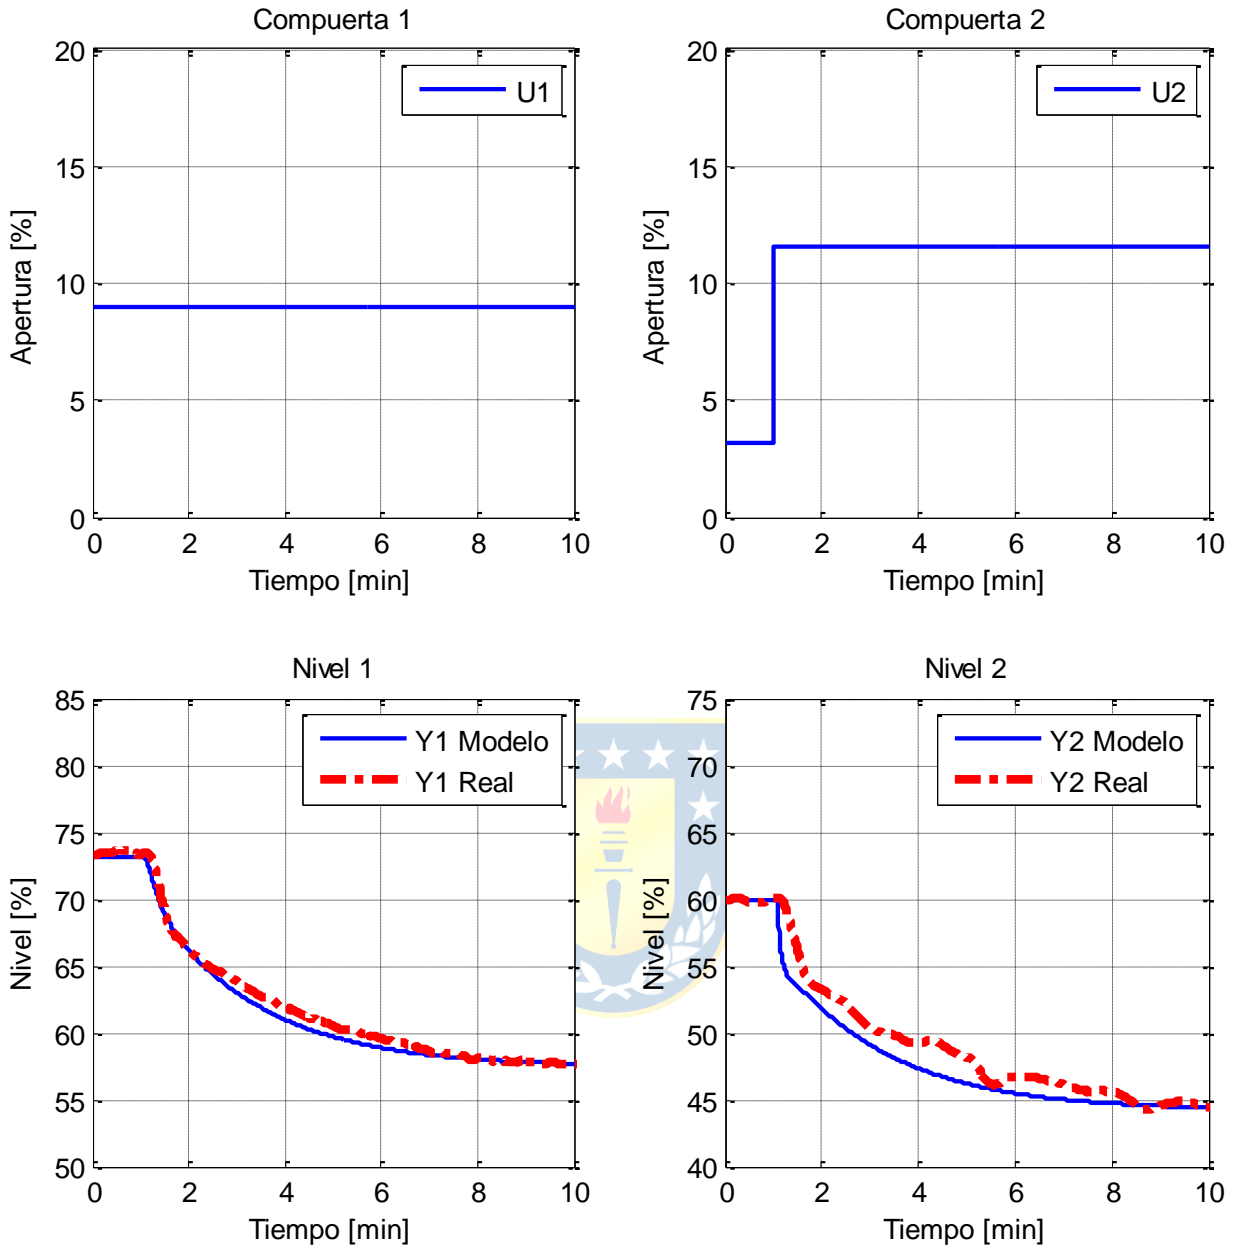 Compuerta 1
20
15
10
5
0
Apertura [%]
U1
0 2 4 6 8 10
Tiempo [min]
Compuerta 2
20
15
10
5
0
Apertura [%]
U2
0 2 4 6 8 10
Tiempo [min]
Nivel 1
85
80
75
70
65
60
55
50
Nivel [%]
Y1 Modelo
Y1 Real
0 2 4 6 8 10
Tiempo [min]
Nivel 2
75
70
65
60
55
50
45
40
Nivel [%]
Y2 Modelo
Y2 Real
0 2 4 6 8 10
Tiempo [min]